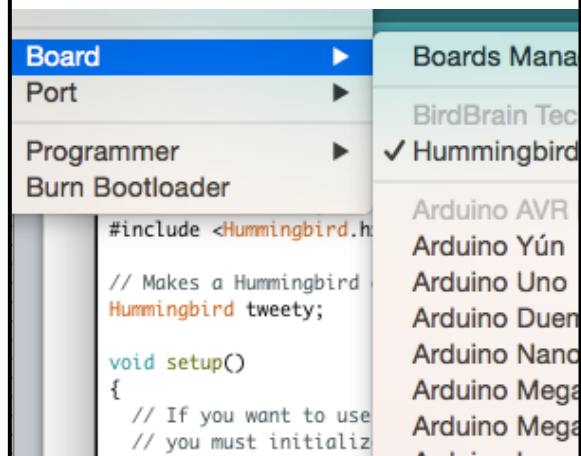 Board
Port
Programmer
Burn Bootloader
Boards Mana
BirdBrain Tec
✓ Hummingbird
Arduino AVR
Arduino Yún
Arduino Uno
Arduino Duem
Arduino Nano
Arduino Mega
Arduino Mega
#include <Hummingbird.h
// Makes a Hummingbird
Hummingbird tweety;
void setup()
{
// If you want to use
// you must initializ